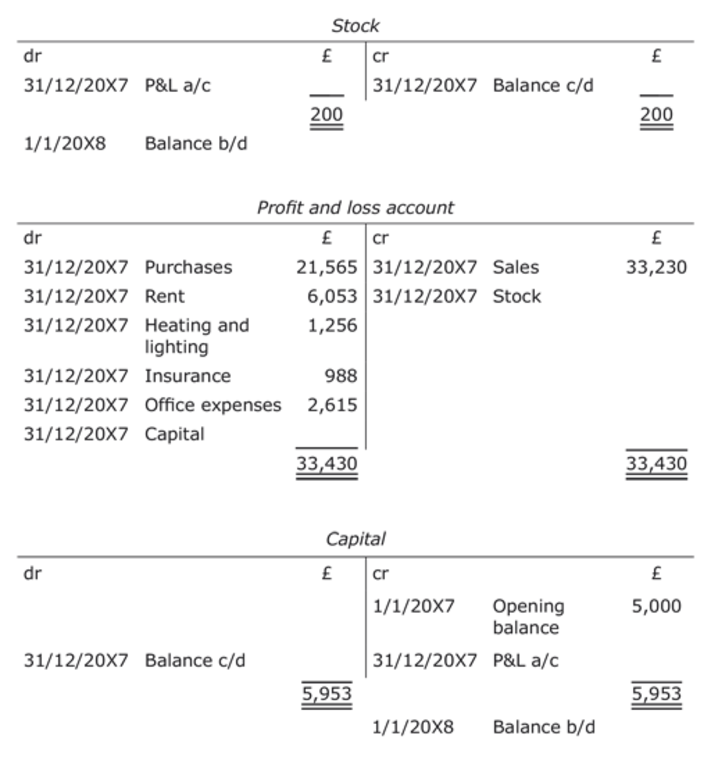 Stock
dr £ cr £
31/12/20X7 P&L a/c 31/12/20X7 Balance c/d
200 200
1/1/20X8 Balance b/d
Profit and loss account
dr £ cr £
31/12/20X7 Purchases 21,565 31/12/20X7 Sales 33,230
31/12/20X7 Rent 6,053 31/12/20X7 Stock
31/12/20X7 Heating and 1,256
lighting
31/12/20X7 Insurance 988
31/12/20X7 Office expenses 2,615
31/12/20X7 Capital
33,430 33,430
Capital
dr £ cr £
1/1/20X7 Opening 5,000
balance
31/12/20X7 Balance c/d 31/12/20X7 P&L a/c
5,953 5,953
1/1/20X8 Balance b/d